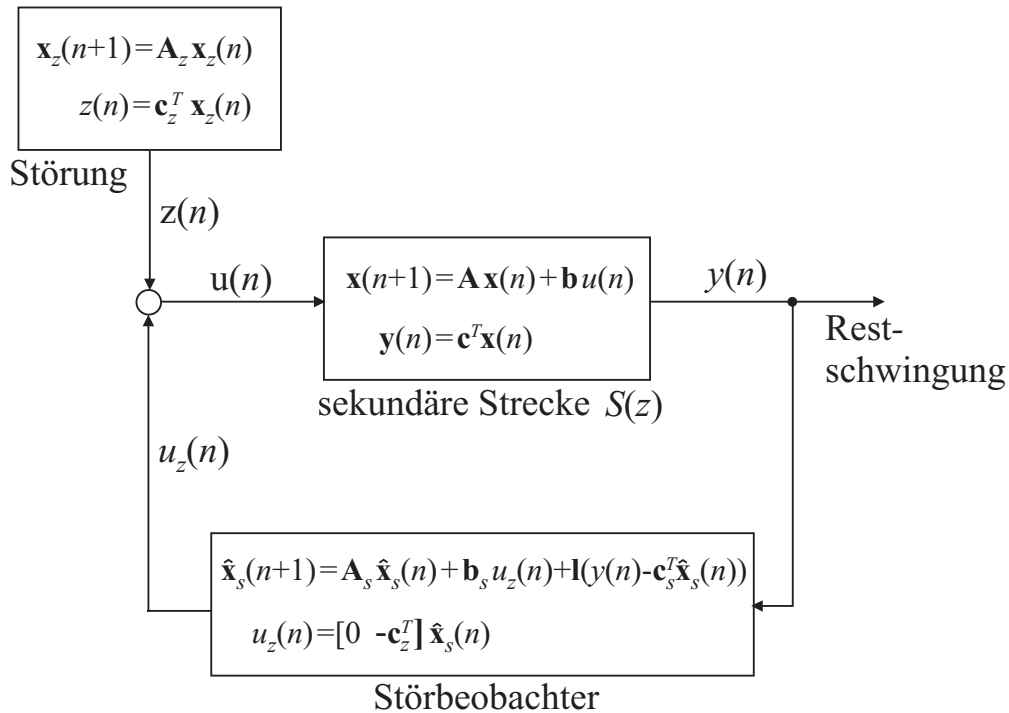 x_z(n+1)=A_z x_z(n)
z(n)=c_z^T x_z(n)
Störung
z(n)
u(n)
x(n+1)=A x(n)+b u(n)
y(n)=c^T x(n)
sekundäre Strecke S(z)
y(n)
Rest-
schwingung
u_z(n)
x̂_s(n+1)=A_s x̂_s(n)+b_s u_z(n)+l(y(n)-c_s^T x̂_s(n))
u_z(n)=[0 -c_z^T] x̂_s(n)
Störbeobachter